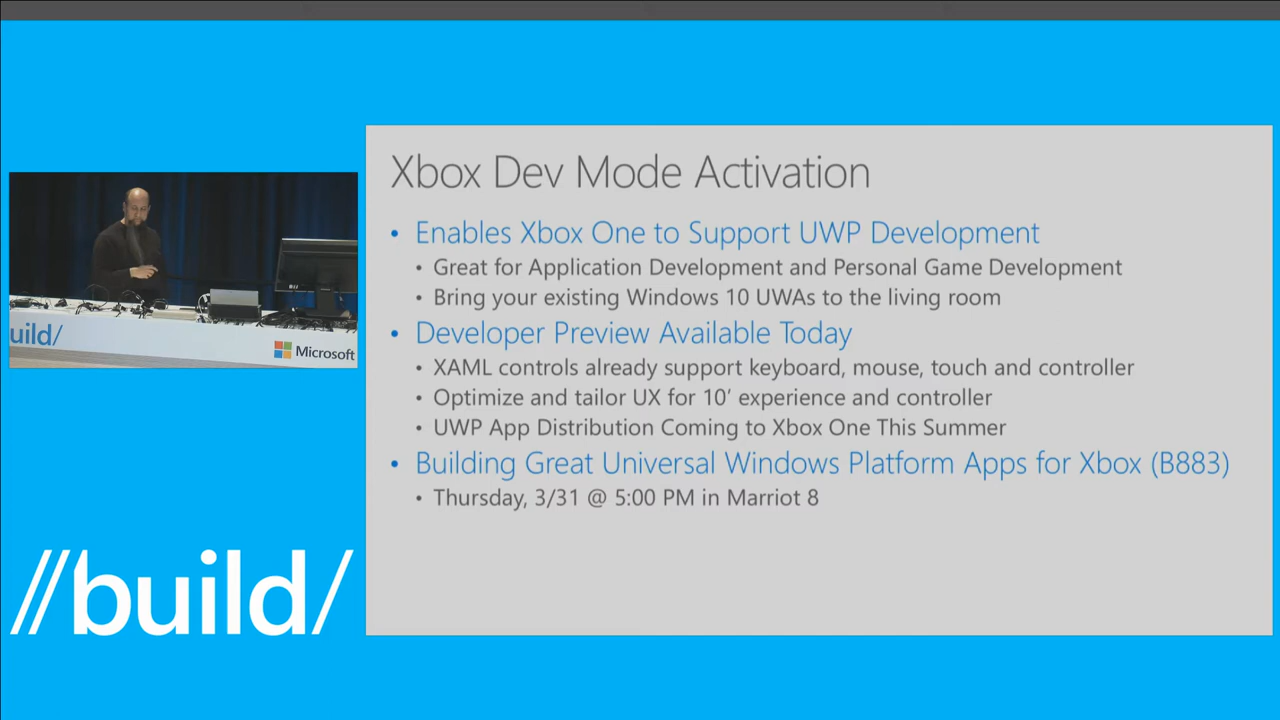 Xbox Dev Mode Activation
• Enables Xbox One to Support UWP Development
• Great for Application Development and Personal Game Development
• Bring your existing Windows 10 UWAs to the living room
• Developer Preview Available Today
• XAML controls already support keyboard, mouse, touch and controller
• Optimize and tailor UX for 10’ experience and controller
• UWP App Distribution Coming to Xbox One This Summer
• Building Great Universal Windows Platform Apps for Xbox (B883)
• Thursday, 3/31 @ 5:00 PM in Marriot 8
uild/
Microsoft
//build/